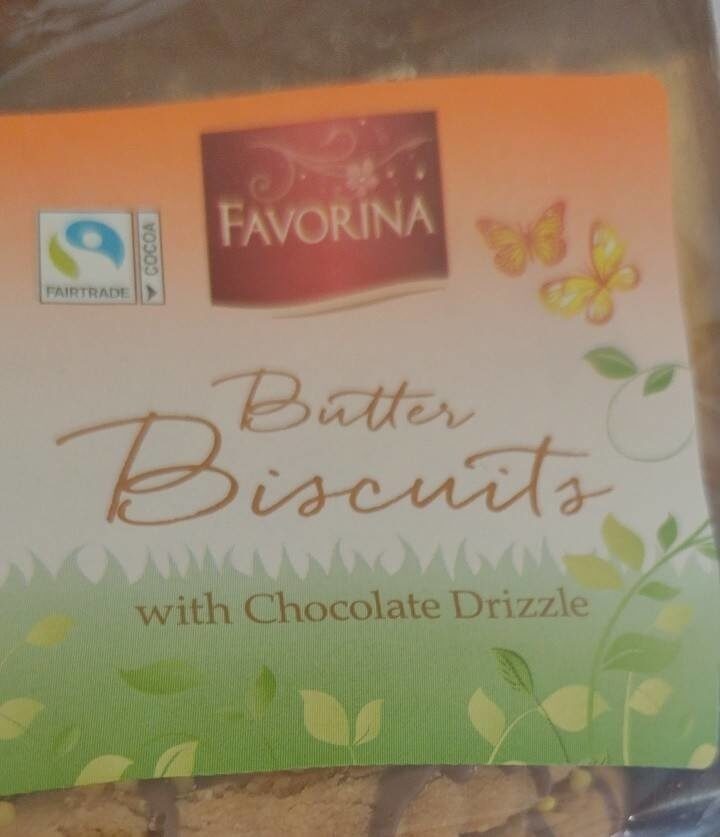 FAVORINA
FAIRTRADE
COCOA
Butter
Biscuits
with Chocolate Drizzle